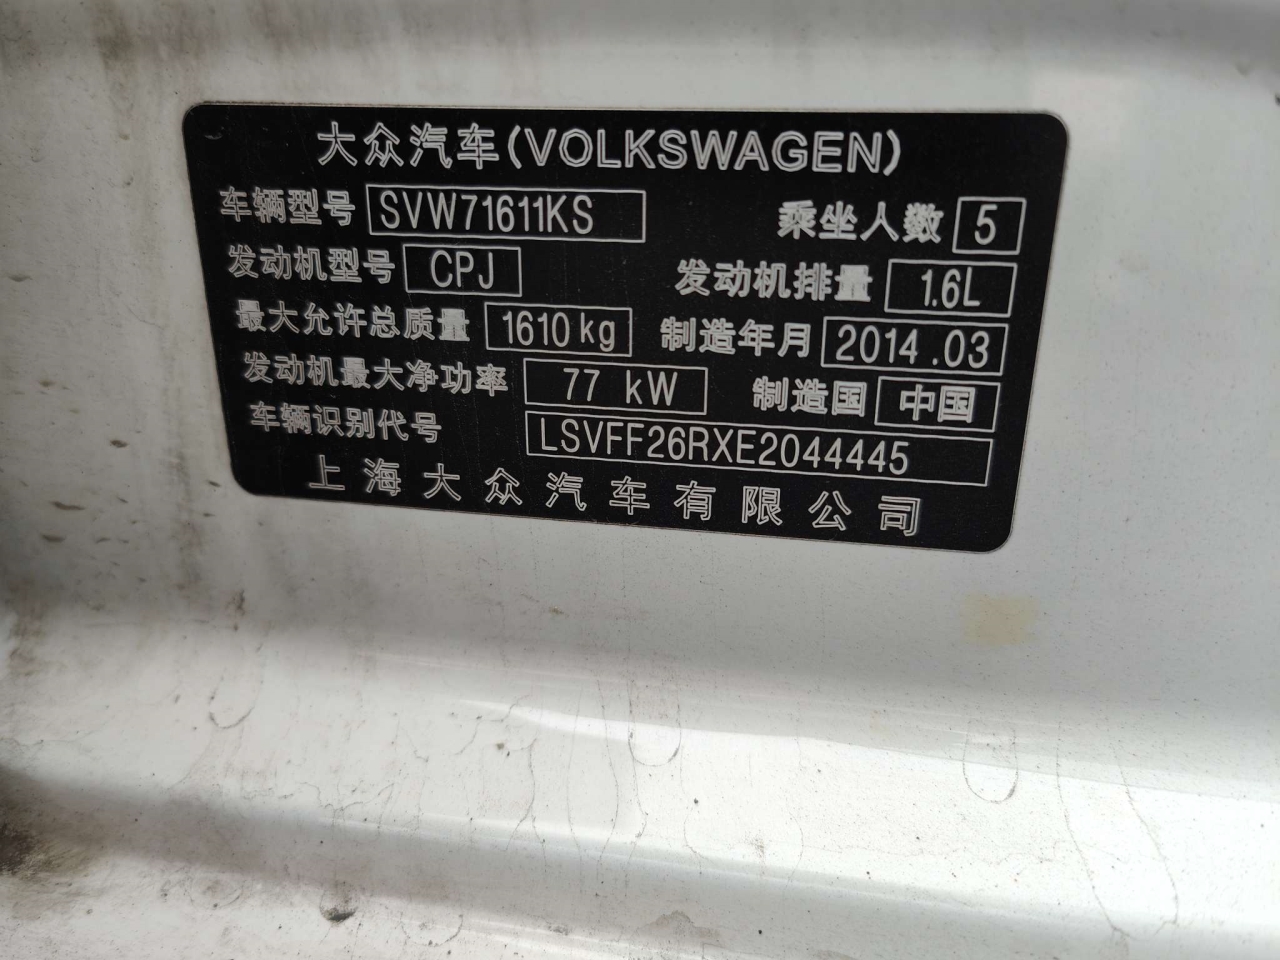 大众汽车(VOLKSWAGEN)
车辆型号 SVW71611KS 乘坐人数 5
发动机型号 CPJ 发动机排量 1.6L
最大允许总质量 1610kg 制造年月 2014.03
发动机最大净功率 77 kW 制造国 中国
车辆识别代号 LSVFF26RXE2044445
上海大众汽车有限公司